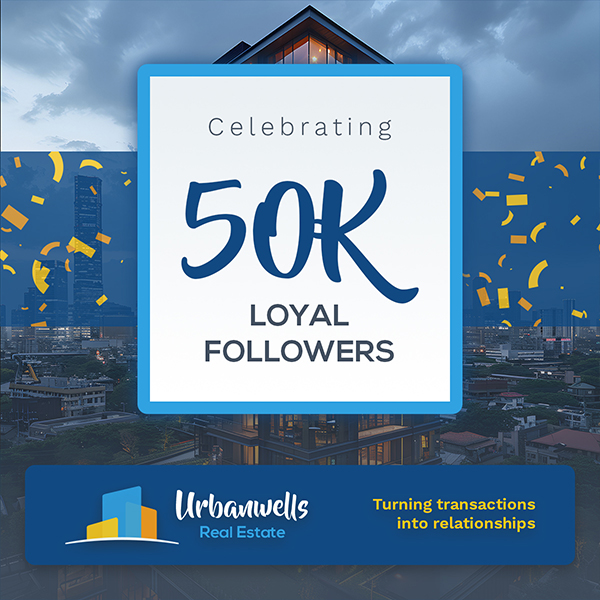 Celebrating
50K
LOYAL
FOLLOWERS
Urbanwells
Real Estate
Turning transactions
into relationships